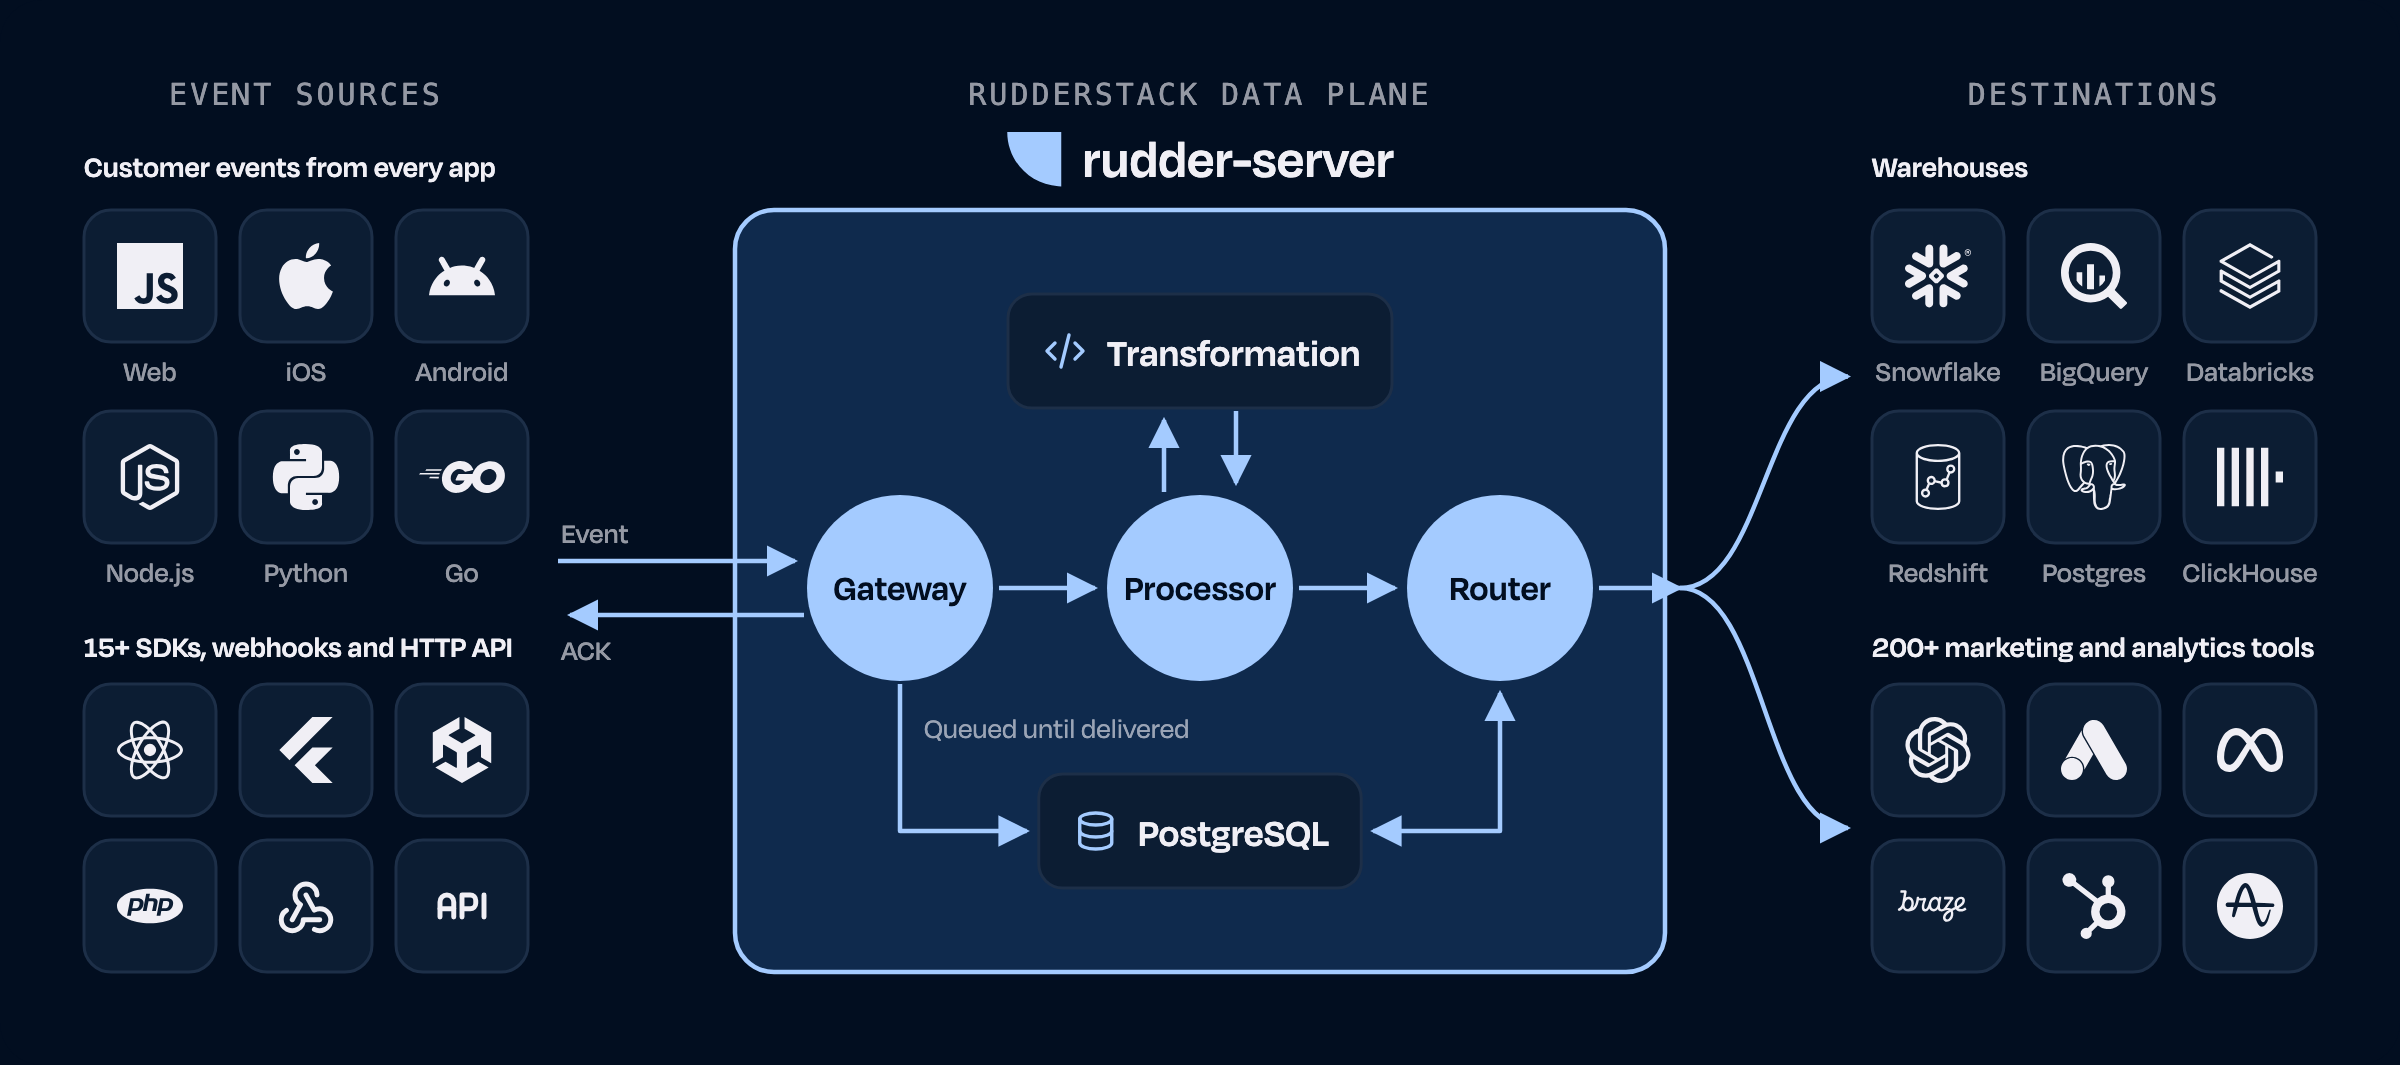 EVENT SOURCES
Customer events from every app
JS
Web
iOS
Android
JS
GO
Node.js
Python
Go
15+ SDKs, webhooks and HTTP API
php
API
Event
ACK
RUDDERSTACK DATA PLANE
rudder-server
</> Transformation
Gateway
Processor
Router
Queued until delivered
PostgreSQL
DESTINATIONS
Warehouses
®
Snowflake
BigQuery
Databricks
Redshift
Postgres
ClickHouse
200+ marketing and analytics tools
braze